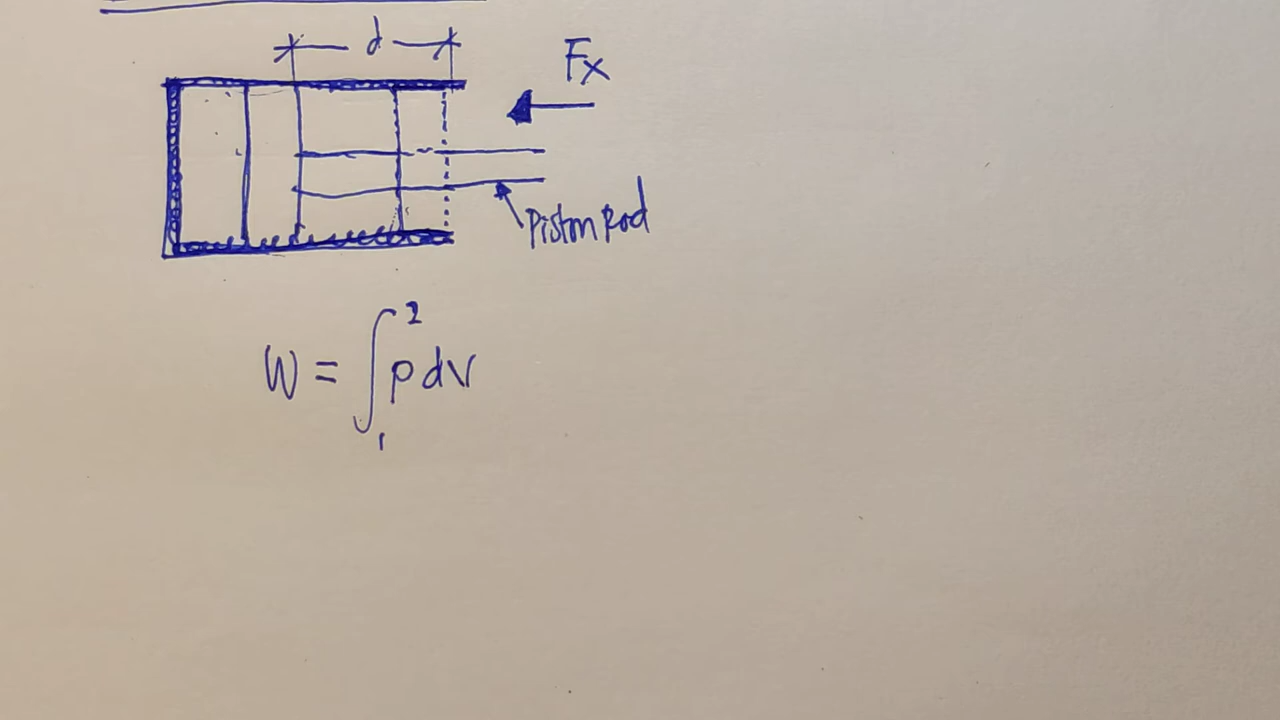 d
Fx
Piston Rod
W = ∫₁² p dV